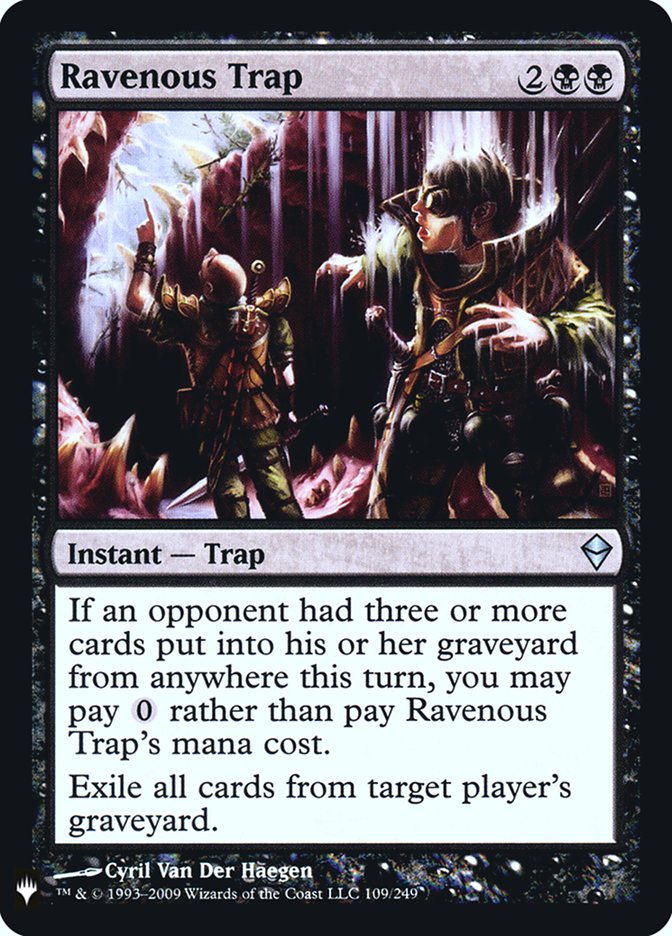 Ravenous Trap 2
Instant — Trap
If an opponent had three or more
cards put into his or her graveyard
from anywhere this turn, you may
pay 0 rather than pay Ravenous
Trap's mana cost.
Exile all cards from target player's
graveyard.
Cyril Van Der Haegen
™ & © 1993–2009 Wizards of the Coast LLC 109/249